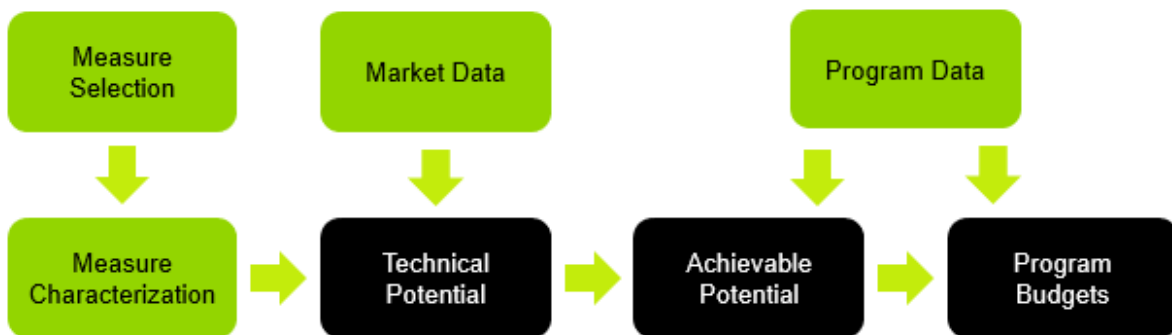 Measure
Selection
Market Data
Program Data
Measure
Characterization
Technical
Potential
Achievable
Potential
Program
Budgets